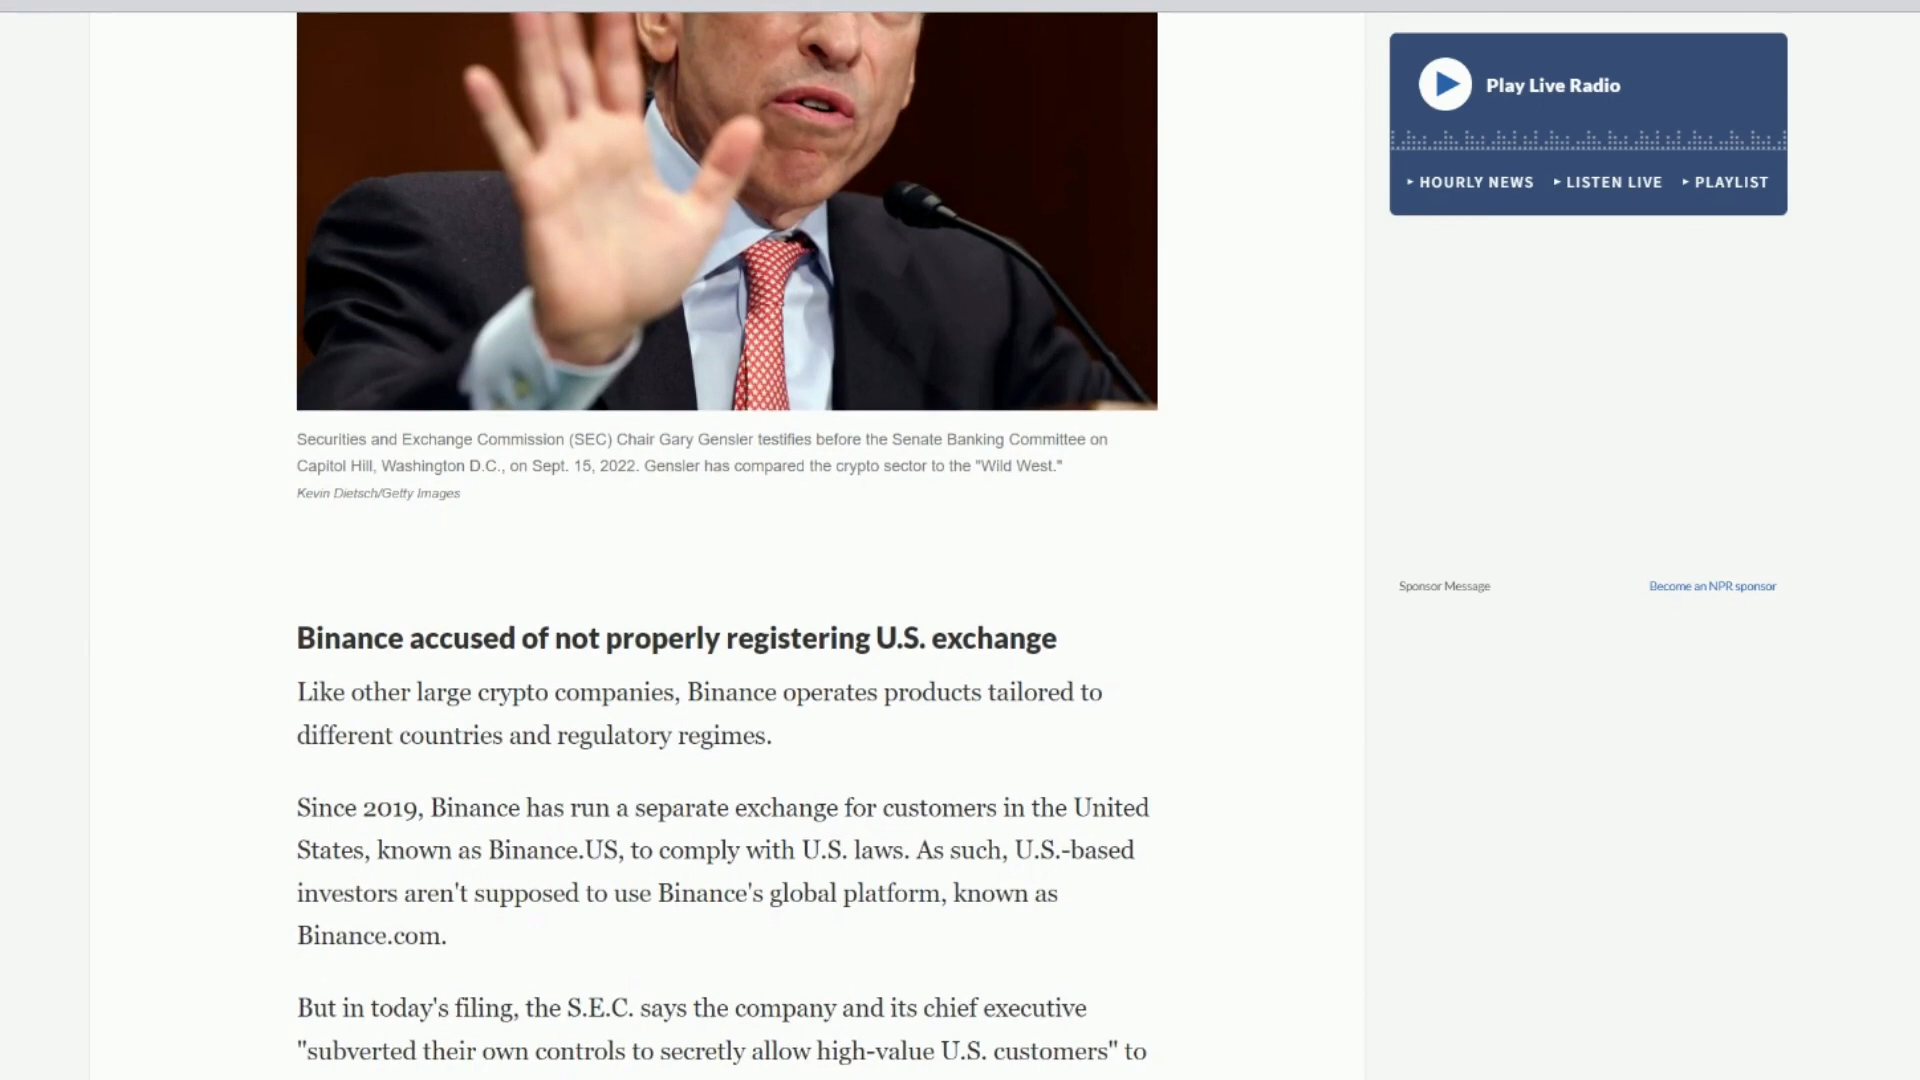 Play Live Radio
HOURLY NEWS LISTEN LIVE PLAYLIST
Securities and Exchange Commission (SEC) Chair Gary Gensler testifies before the Senate Banking Committee on
Capitol Hill, Washington D.C., on Sept. 15, 2022. Gensler has compared the crypto sector to the "Wild West."
Kevin Dietsch/Getty Images
Sponsor Message
Become an NPR sponsor
Binance accused of not properly registering U.S. exchange
Like other large crypto companies, Binance operates products tailored to
different countries and regulatory regimes.
Since 2019, Binance has run a separate exchange for customers in the United
States, known as Binance.US, to comply with U.S. laws. As such, U.S.-based
investors aren't supposed to use Binance's global platform, known as
Binance.com.
But in today's filing, the S.E.C. says the company and its chief executive
"subverted their own controls to secretly allow high-value U.S. customers" to